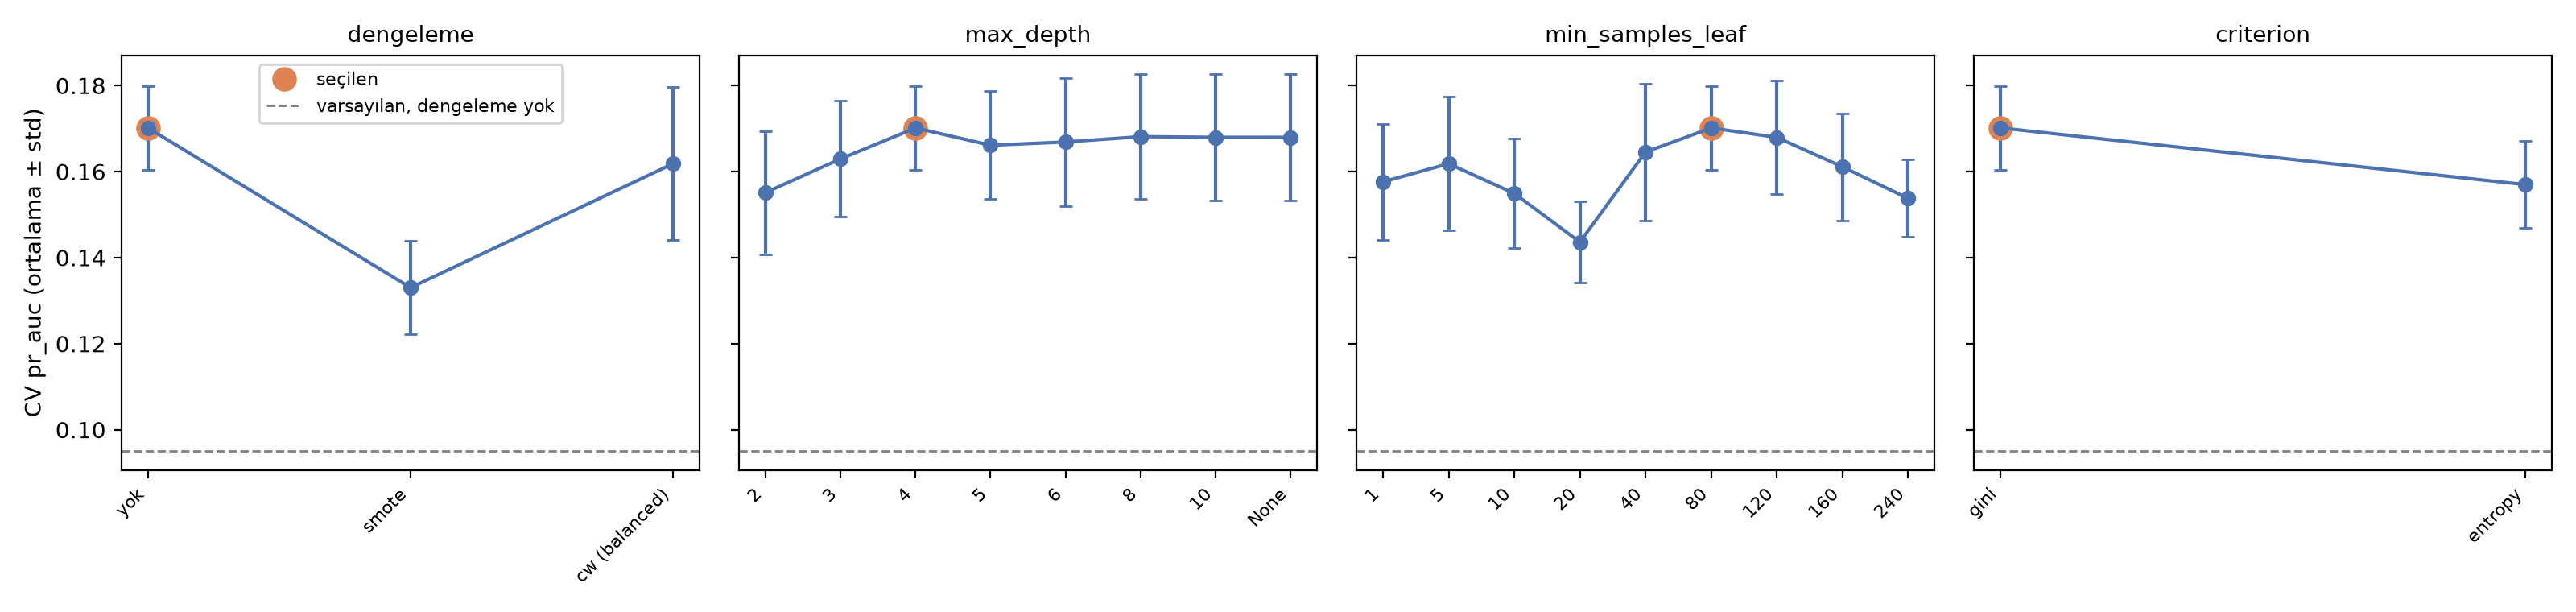 dengeleme
max_depth
min_samples_leaf
criterion
CV pr_auc (ortalama ± std)
0.18
0.16
0.14
0.12
0.10
seçilen
varsayılan, dengeleme yok
yok
smote
cw (balanced)
2
3
4
5
6
8
10
None
1
5
10
20
40
80
120
160
240
gini
entropy